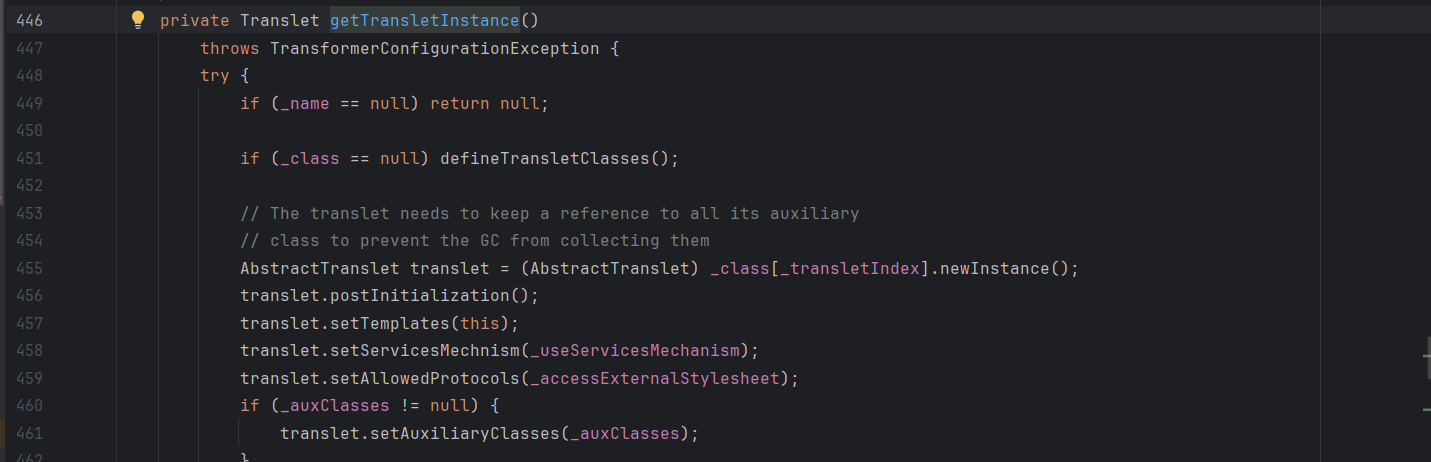 446 private Translet getTransletInstance()
447 throws TransformerConfigurationException {
448 try {
449 if (_name == null) return null;
450
451 if (_class == null) defineTransletClasses();
452
453 // The translet needs to keep a reference to all its auxiliary
454 // class to prevent the GC from collecting them
455 AbstractTranslet translet = (AbstractTranslet) _class[_transletIndex].newInstance();
456 translet.postInitialization();
457 translet.setTemplates(this);
458 translet.setServicesMechnism(_useServicesMechanism);
459 translet.setAllowedProtocols(_accessExternalStylesheet);
460 if (_auxClasses != null) {
461 translet.setAuxiliaryClasses(_auxClasses);
462 }